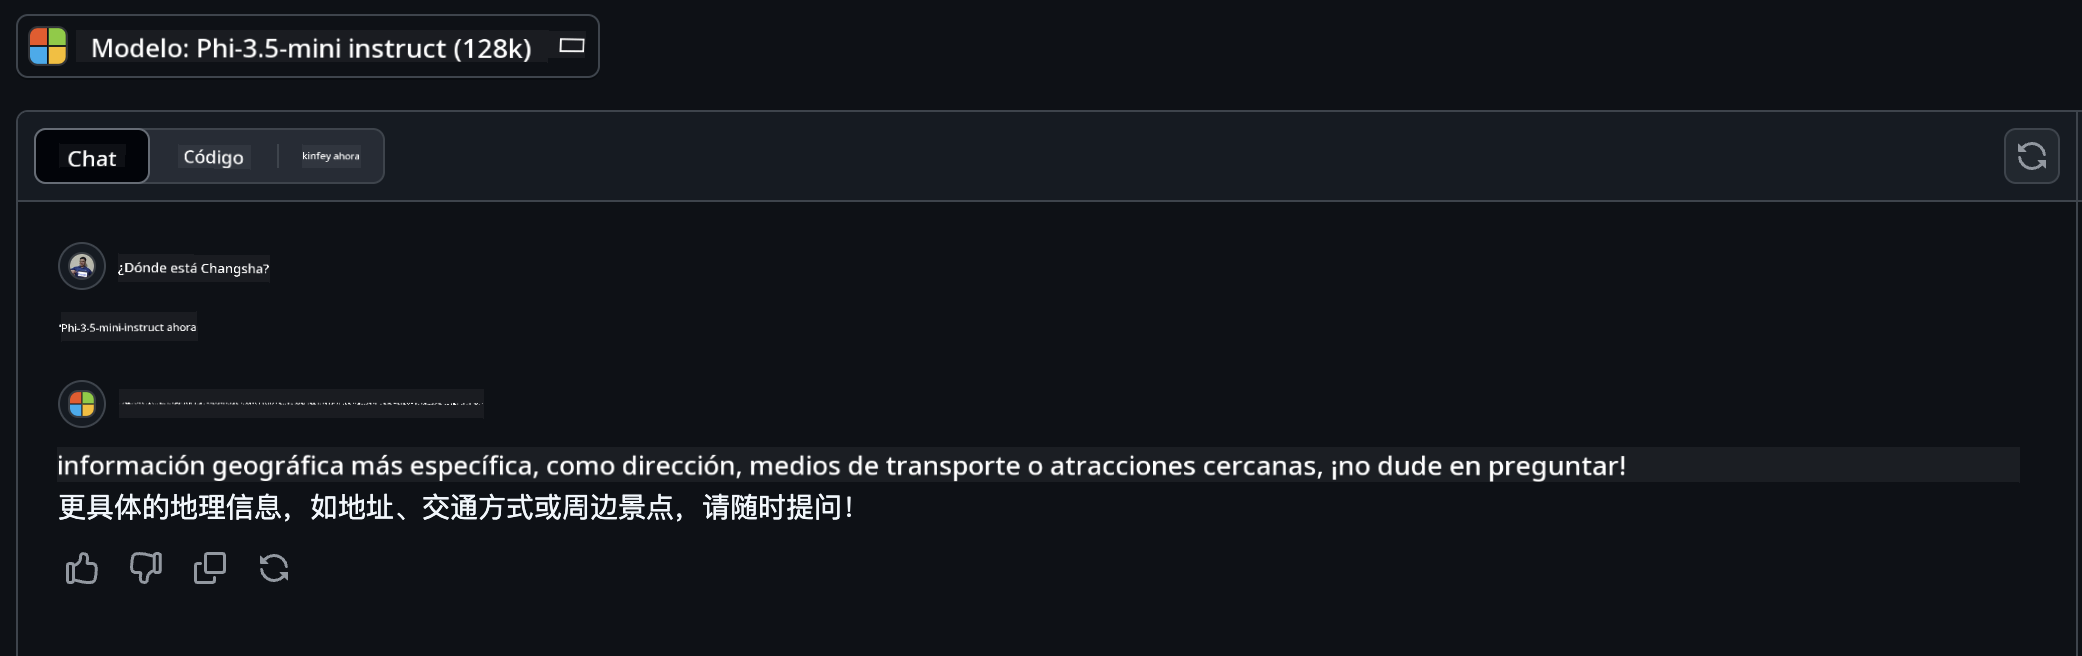 Modelo: Phi-3.5-mini instruct (128k)
Chat Código kinfey ahora
¿Dónde está Changsha?
Phi-3-5-mini-instruct ahora
información geográfica más específica, como dirección, medios de transporte o atracciones cercanas, ¡no dude en preguntar!
更具体的地理信息，如地址、交通方式或周边景点，请随时提问！